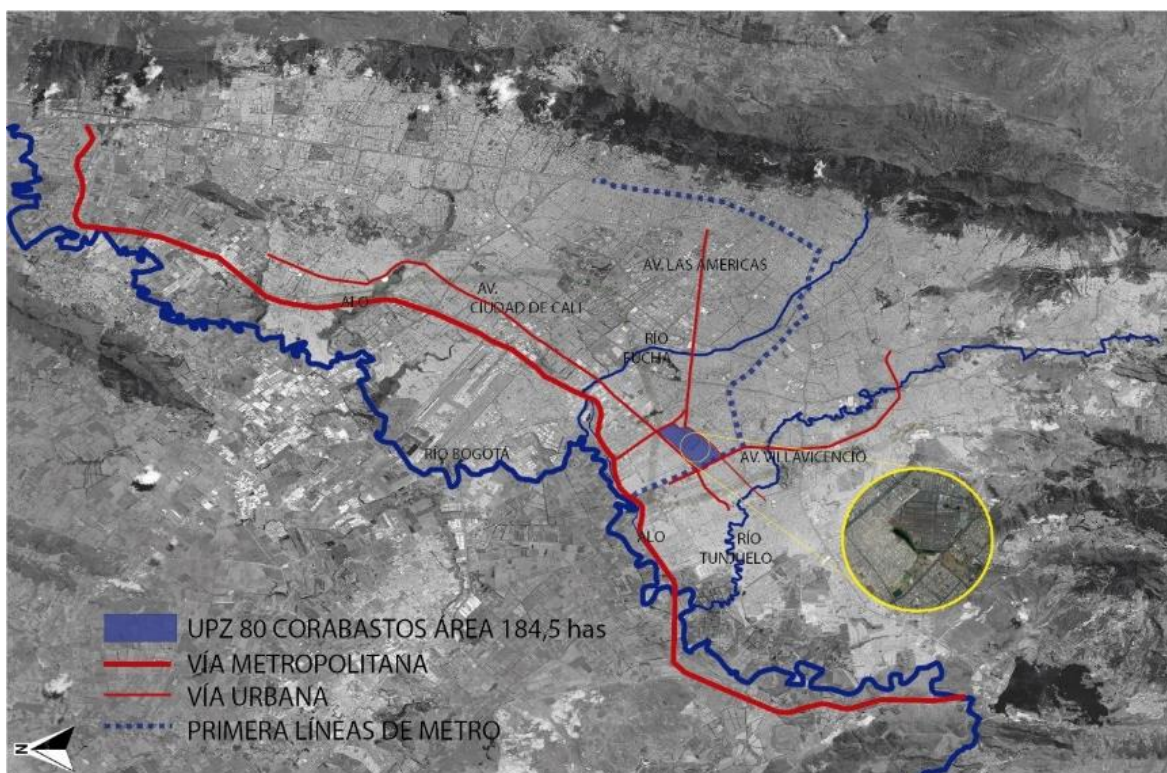 AV. LAS AMERICAS
AV.
CIUDAD DE CALI
ALO
RÍO
FUCHA
RÍO BOGOTÁ
AV. VILLAVICENCIO
ALO
RÍO
TUNJUELO
UPZ 80 CORABASTOS ÁREA 184,5 has
VÍA METROPOLITANA
VÍA URBANA
PRIMERA LÍNEAS DE METRO
N